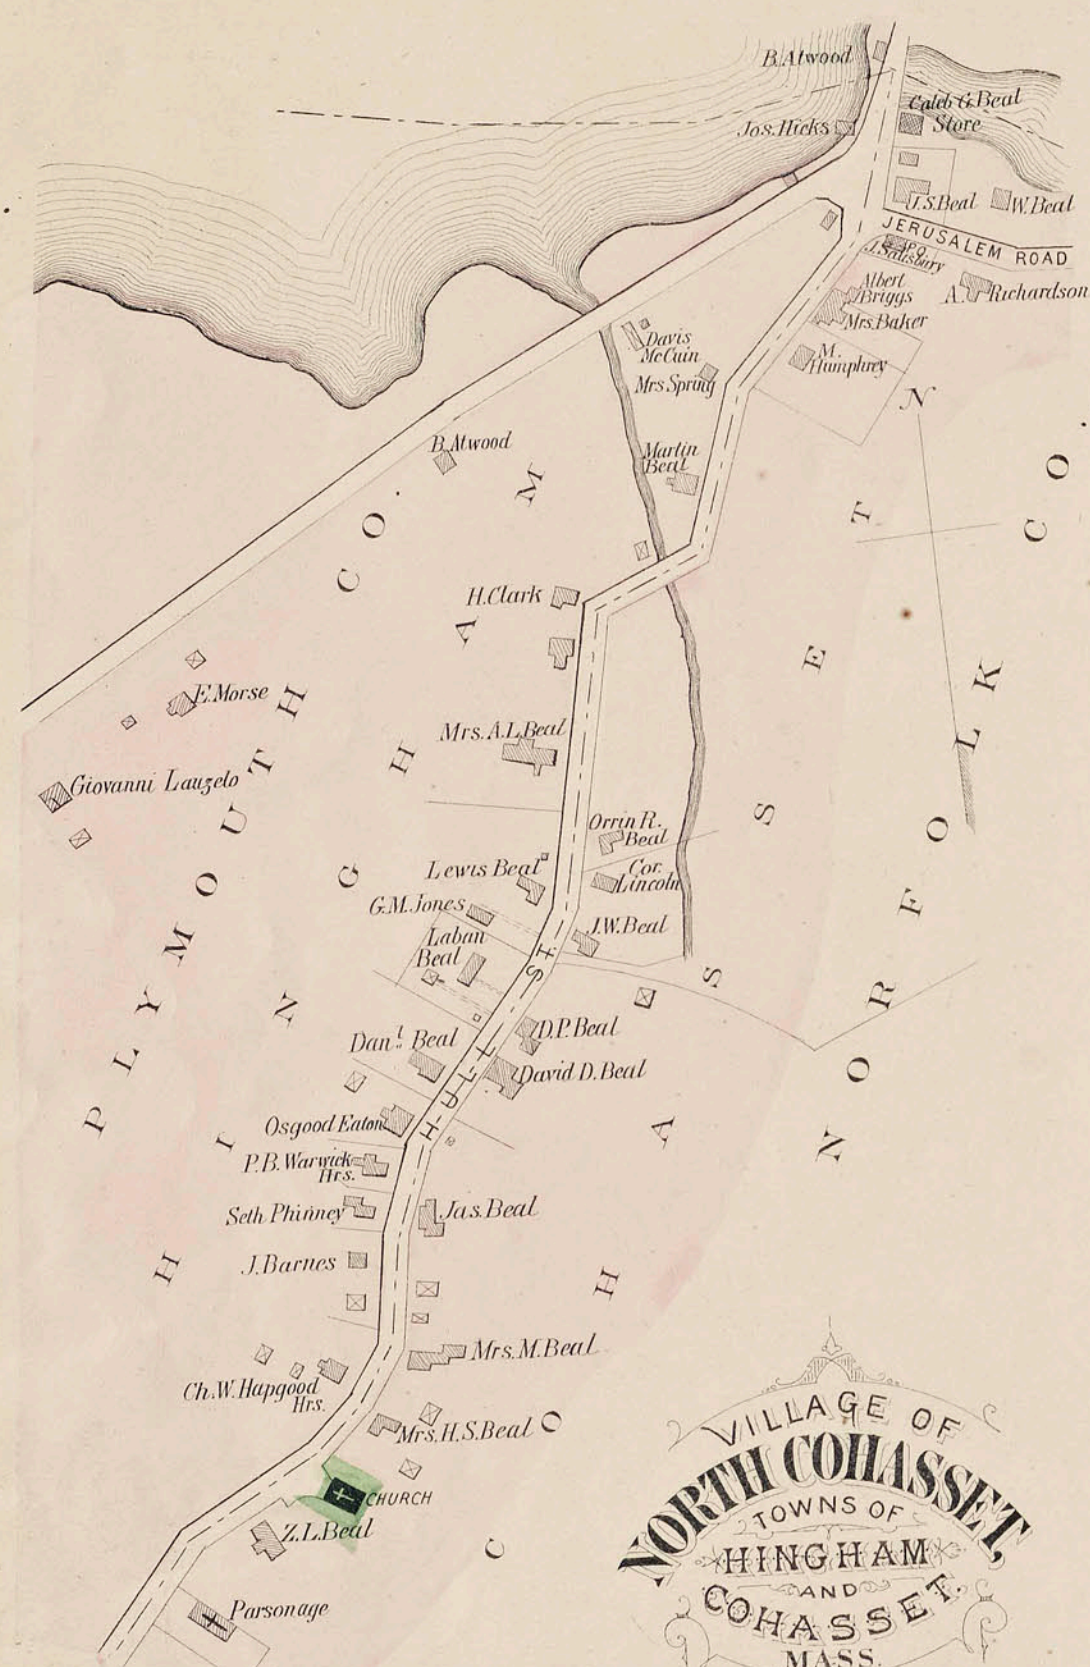 B. Atwood
Caleb G. Beal
Store
Jos. Hicks
J.S. Beal
W. Beal
JERUSALEM ROAD
P.O.
J. Salisbury
Albert
Briggs
A. Richardson
Mrs. Baker
Davis
McCuin
M.
Humphrey
Mrs Spring
N
B. Atwood
Martin
Beal
H. Clark
E. Morse
Mrs. A.L. Beal
Giovanni Lauzelo
Orrin R.
Beal
Lewis Beal
Cor.
Lincoln
G.M. Jones
J.W. Beal
Laban
Beal
D.P. Beal
Danl. Beal
David D. Beal
HULL ST
Osgood Eaton
P.B. Warwick
Hrs.
Seth Phinney
Jas. Beal
J. Barnes
Mrs. M. Beal
Ch. W. Hapgood
Hrs.
Mrs. H.S. Beal
CHURCH
Z.L. Beal
Parsonage
PLYMOUTH CO.
HINGHAM
COHASSET
NORFOLK CO
VILLAGE OF
NORTH COHASSET,
TOWNS OF
HINGHAM
AND
COHASSET.
MASS.